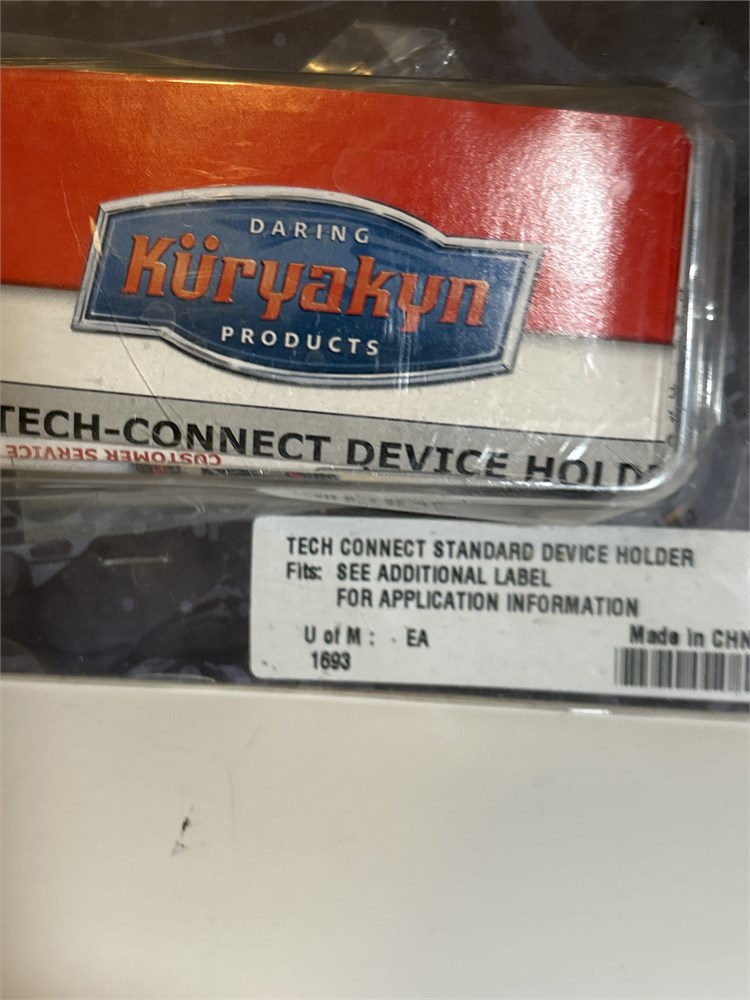 DARING
Küryakyn
PRODUCTS
TECH-CONNECT DEVICE HOLD
CUSTOMER SERVICE
TECH CONNECT STANDARD DEVICE HOLDER
Fits: SEE ADDITIONAL LABEL
FOR APPLICATION INFORMATION
U of M : EA
Made in CHN
1693